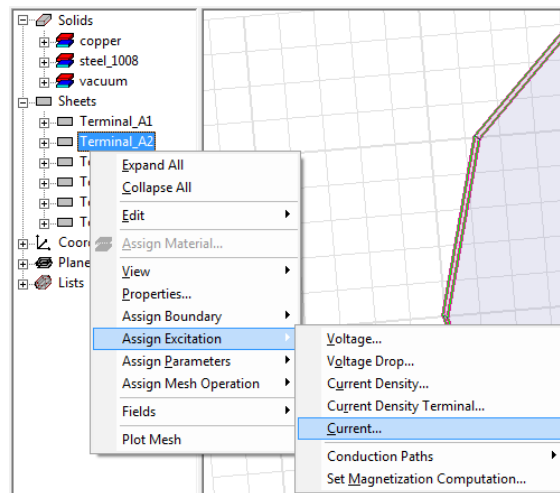 Solids
copper
steel_1008
vacuum
Sheets
Terminal_A1
Terminal_A2
Expand All
Collapse All
Edit
Assign Material...
View
Properties...
Assign Boundary
Assign Excitation
Assign Parameters
Assign Mesh Operation
Fields
Plot Mesh
Lists
Voltage...
Voltage Drop...
Current Density...
Current Density Terminal...
Current...
Conduction Paths
Set Magnetization Computation...